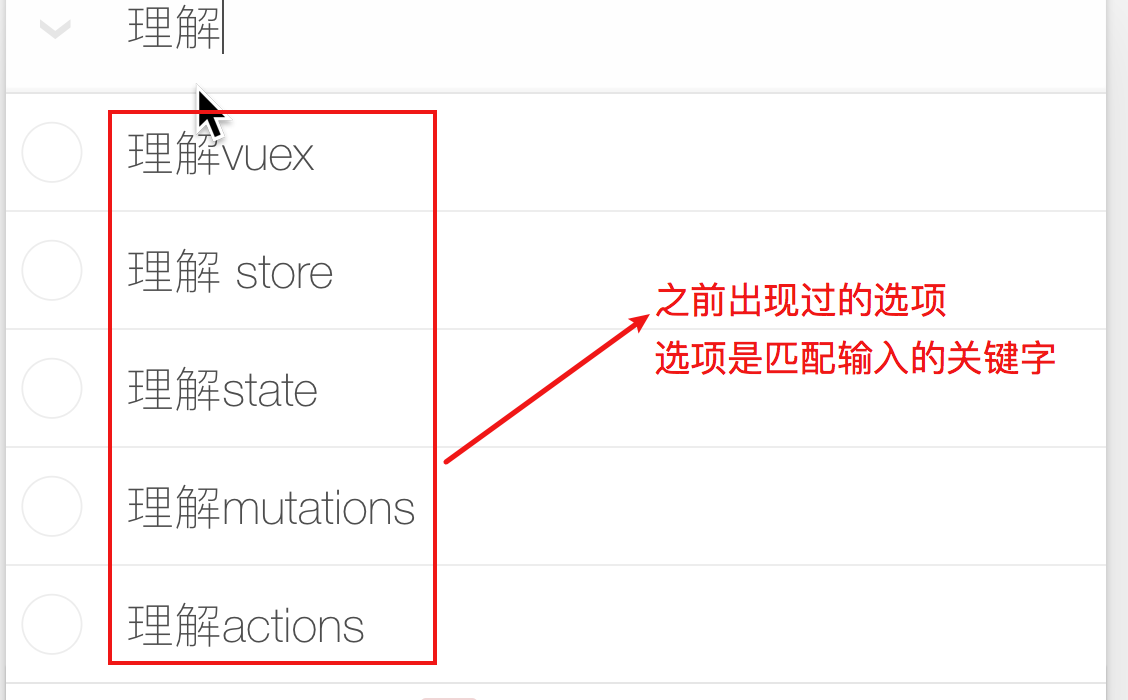 理解
理解vuex
理解 store
之前出现过的选项
选项是匹配输入的关键字
理解state
理解mutations
理解actions